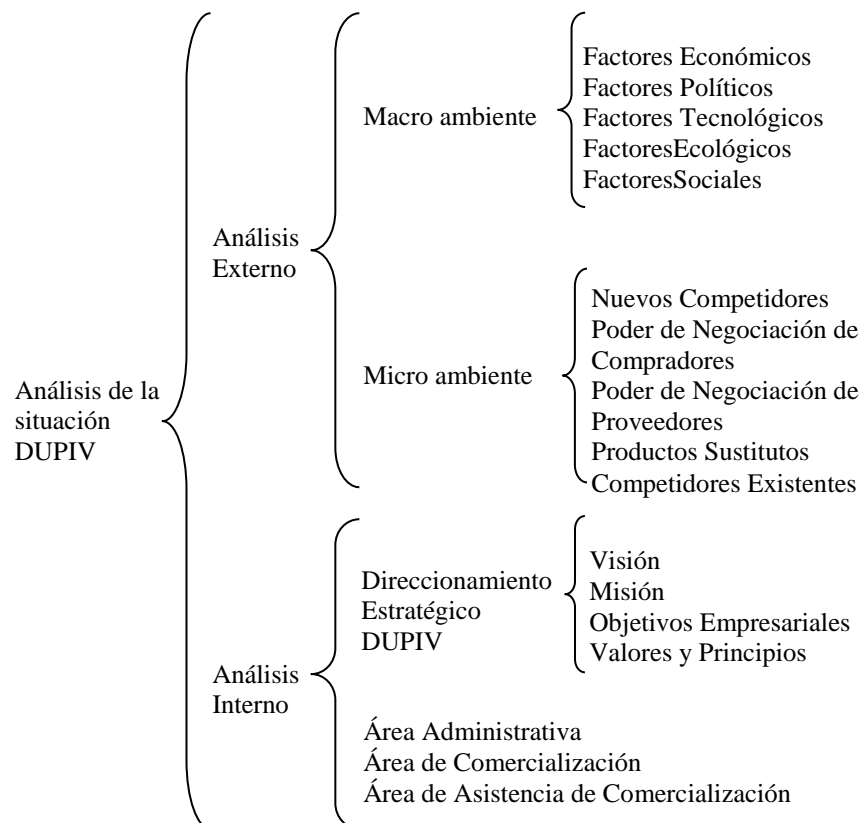 Análisis de la
situación
DUPIV
Análisis
Externo
Macro ambiente
Factores Económicos
Factores Políticos
Factores Tecnológicos
FactoresEcológicos
FactoresSociales
Micro ambiente
Nuevos Competidores
Poder de Negociación de
Compradores
Poder de Negociación de
Proveedores
Productos Sustitutos
Competidores Existentes
Análisis
Interno
Direccionamiento
Estratégico
DUPIV
Visión
Misión
Objetivos Empresariales
Valores y Principios
Área Administrativa
Área de Comercialización
Área de Asistencia de Comercialización